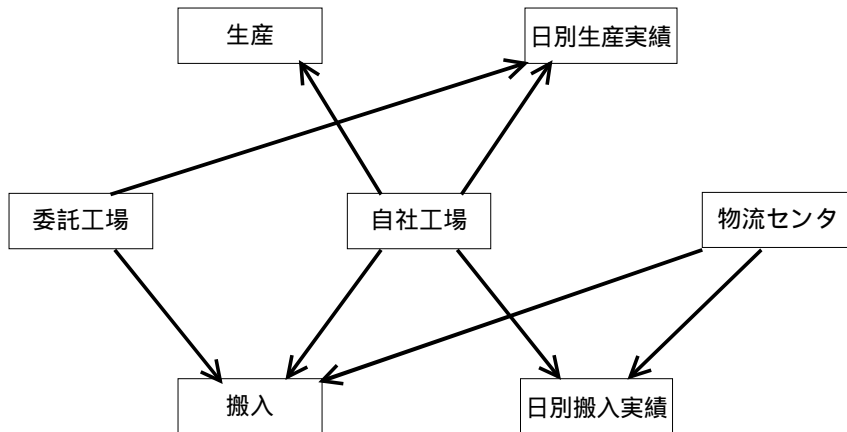 生産
日別生産実績
委託工場
自社工場
物流センタ
搬入
日別搬入実績